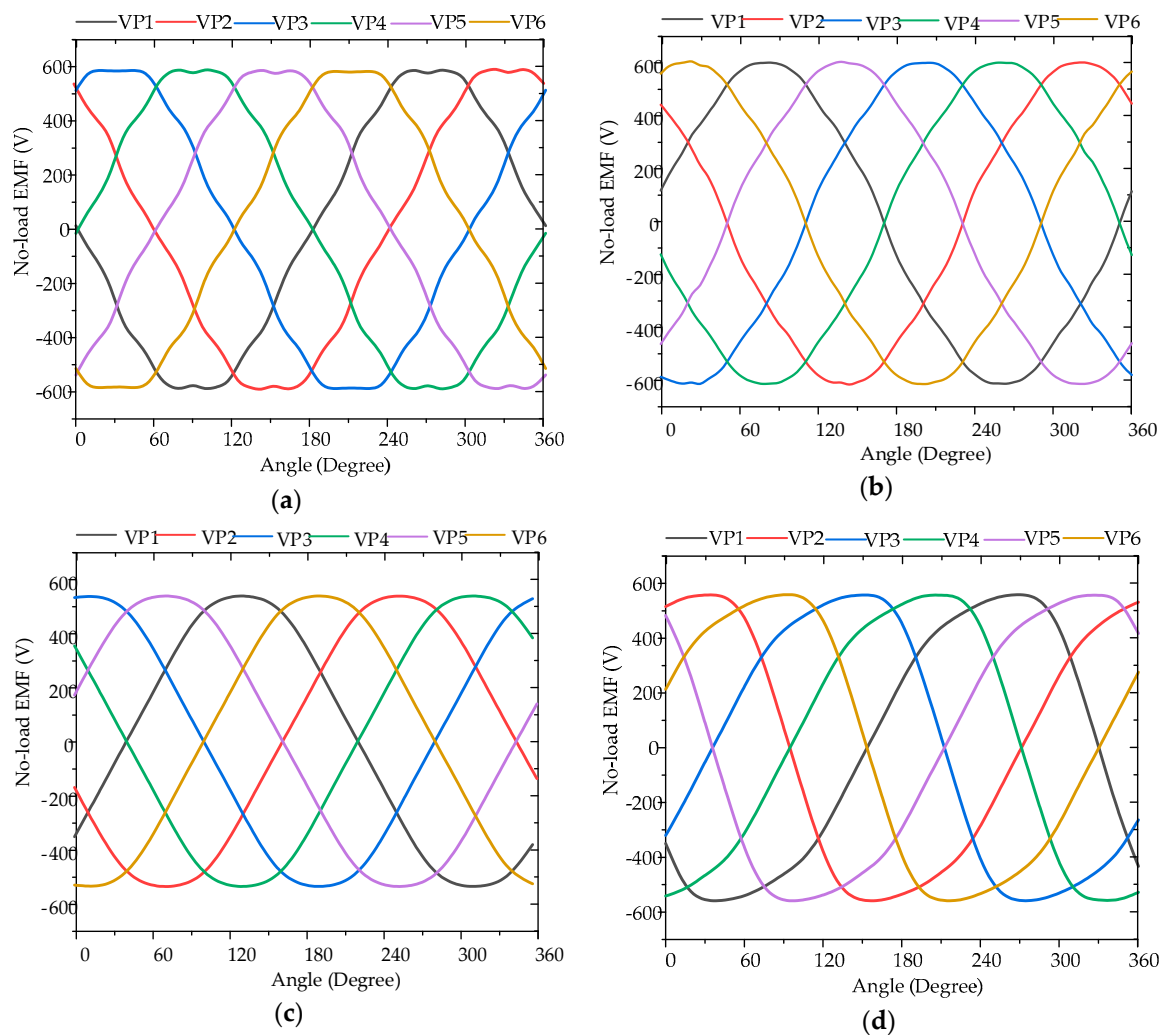 VP1 VP2 VP3 VP4 VP5 VP6
No-load EMF (V)
600
400
200
0
-200
-400
-600
0 60 120 180 240 300 360
Angle (Degree)
(a)
VP1 VP2 VP3 VP4 VP5 VP6
No-load EMF (V)
600
400
200
0
-200
-400
-600
0 60 120 180 240 300 360
Angle (Degree)
(b)
VP1 VP2 VP3 VP4 VP5 VP6
No-load EMF (V)
600
400
200
0
-200
-400
-600
0 60 120 180 240 300 360
Angle (Degree)
(c)
VP1 VP2 VP3 VP4 VP5 VP6
No-load EMF (V)
600
400
200
0
-200
-400
-600
0 60 120 180 240 300 360
Angle (Degree)
(d)